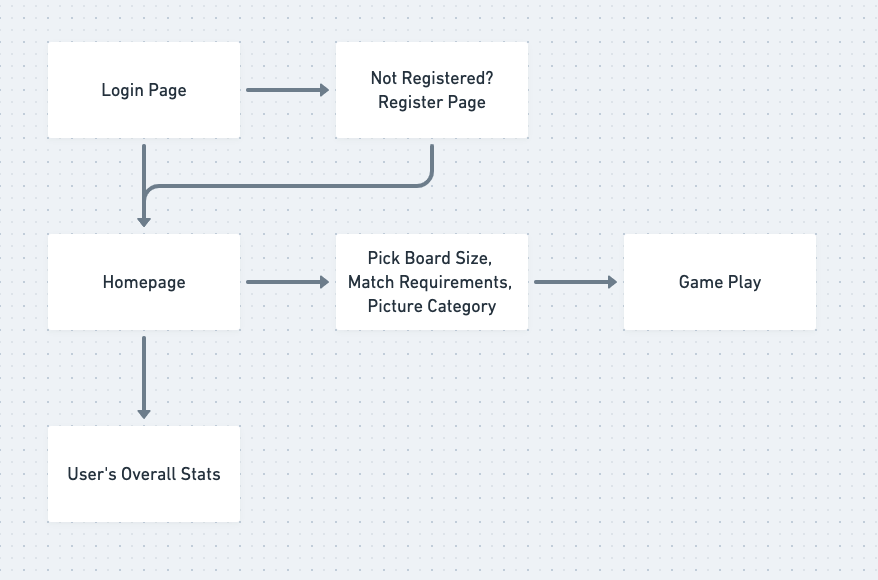 Login Page
Not Registered?
Register Page
Homepage
Pick Board Size,
Match Requirements,
Picture Category
Game Play
User's Overall Stats